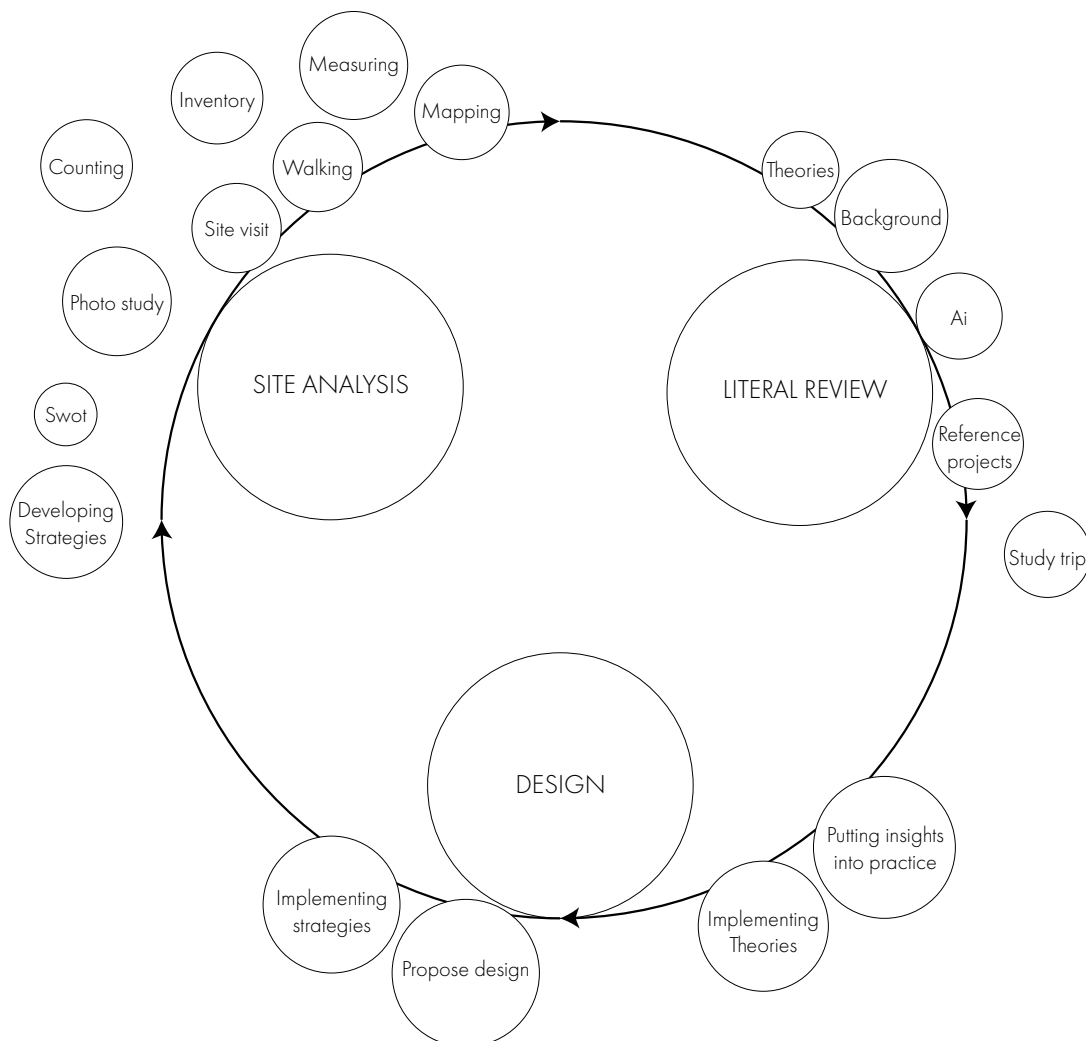 Measuring
Inventory
Mapping
Counting
Walking
Theories
Site visit
Background
Photo study
Ai
SITE ANALYSIS
LITERAL REVIEW
Swot
Reference
projects
Developing
Strategies
Study trip
DESIGN
Putting insights
into practice
Implementing
strategies
Implementing
Theories
Propose design